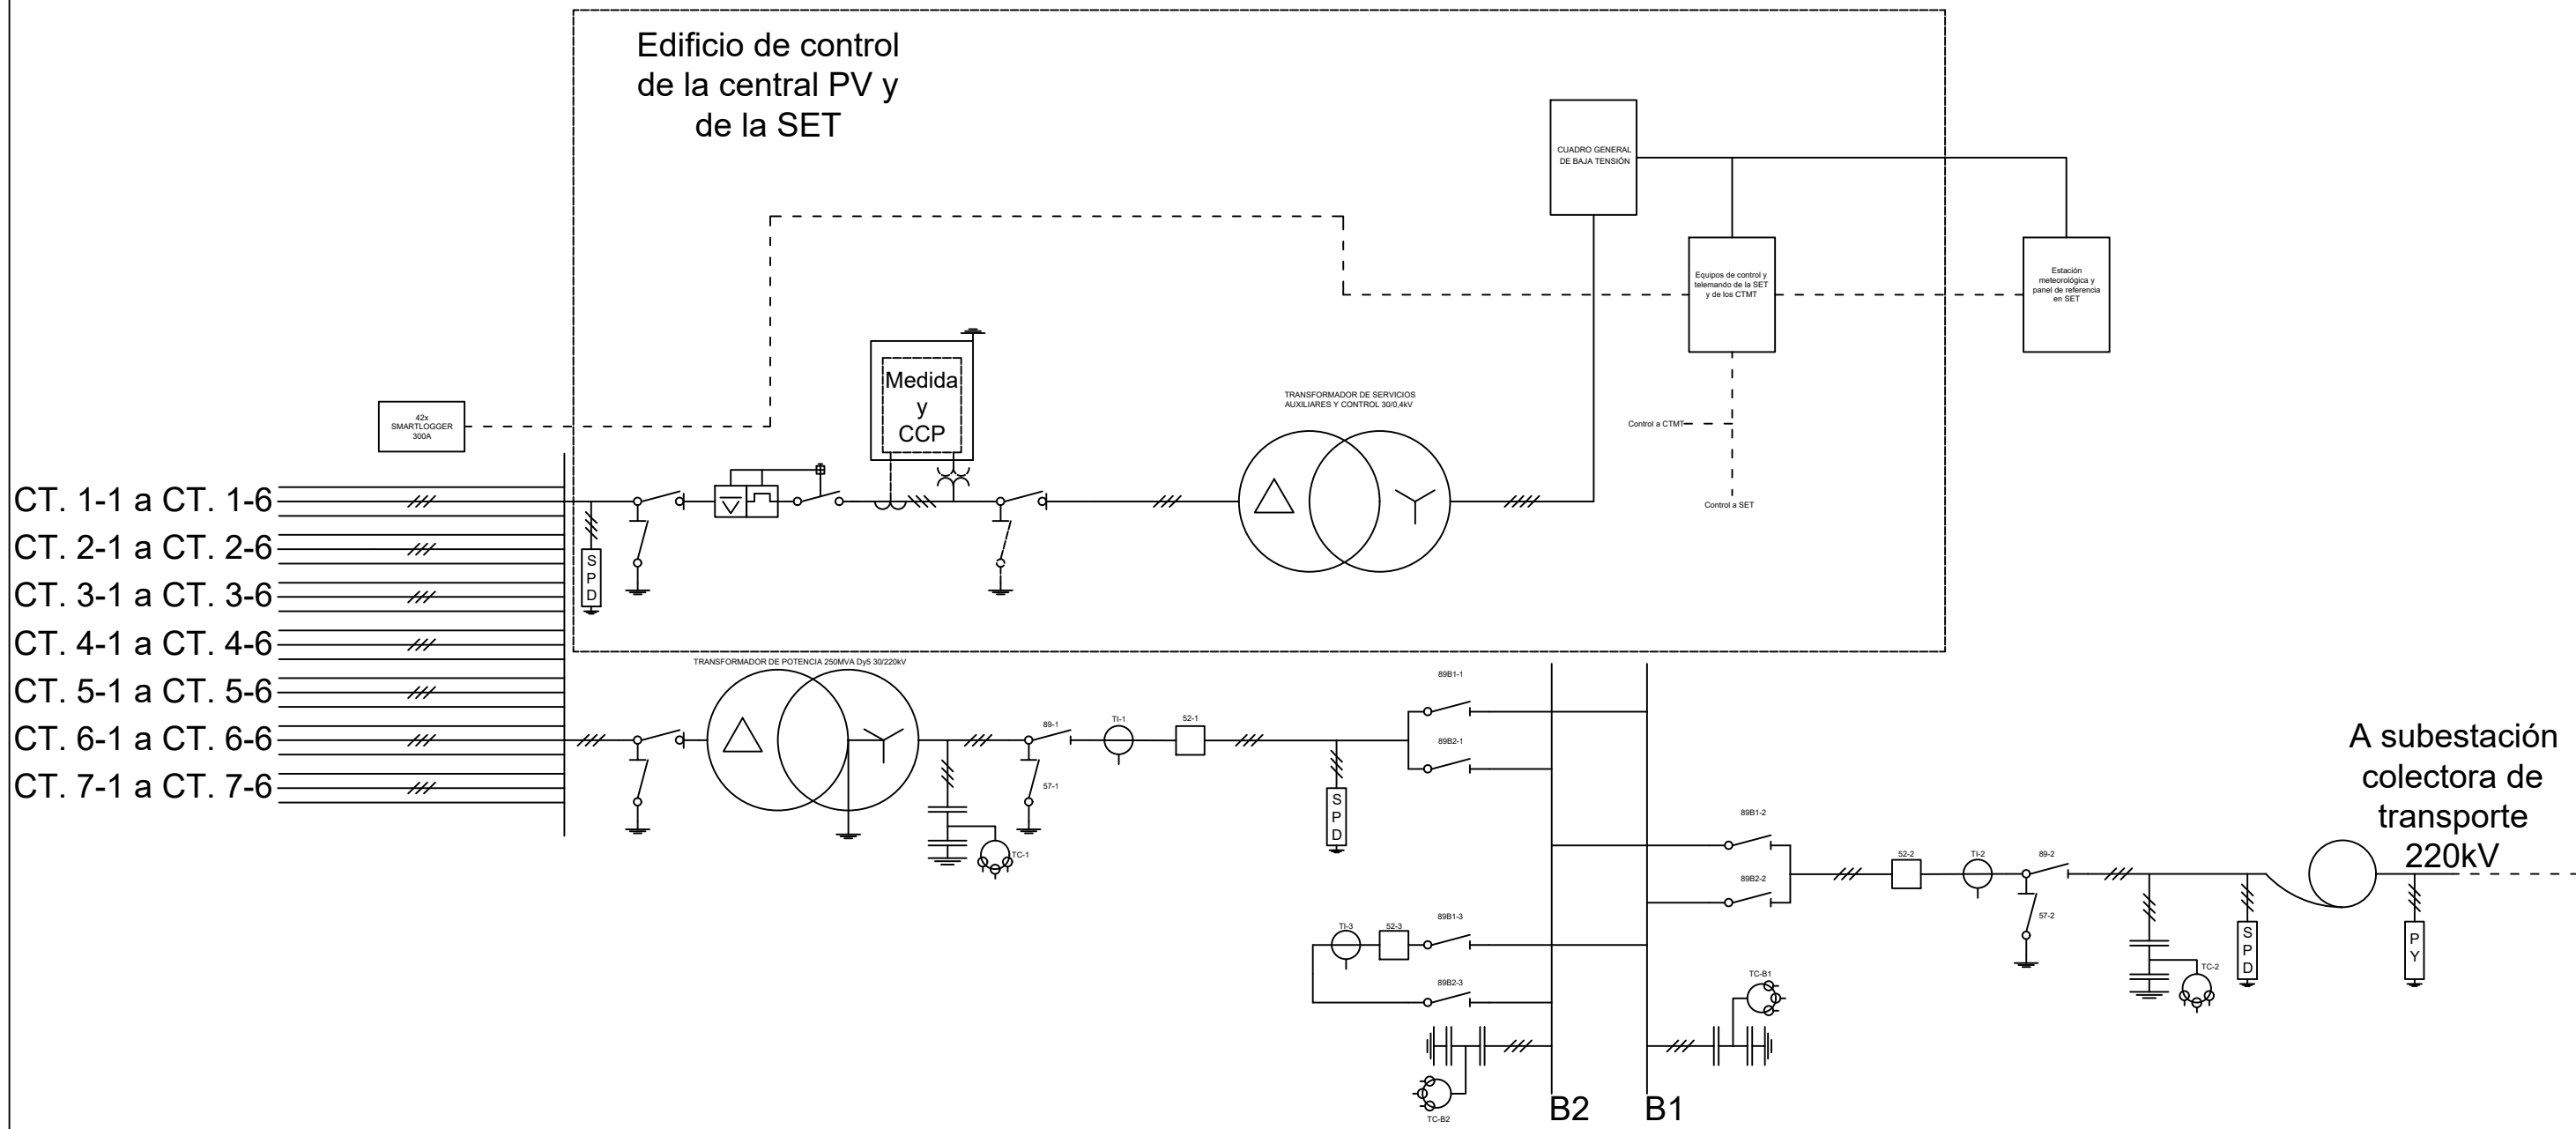 Edificio de control
de la central PV y
de la SET
CUADRO GENERAL
DE BAJA TENSIÓN
Equipos de control y
telemando de la SET
y de los CTMT
Estación
meteorológica y
panel de referencia
en SET
Medida
y
CCP
TRANSFORMADOR DE SERVICIOS
AUXILIARES Y CONTROL 30/0,4kV
42x
SMARTLOGGER
300A
Control a CTMT
Control a SET
CT. 1-1 a CT. 1-6
CT. 2-1 a CT. 2-6
CT. 3-1 a CT. 3-6
CT. 4-1 a CT. 4-6
CT. 5-1 a CT. 5-6
CT. 6-1 a CT. 6-6
CT. 7-1 a CT. 7-6
SPD
TRANSFORMADOR DE POTENCIA 250MVA Dy5 30/220kV
89-1
TI-1
52-1
57-1
TC-1
SPD
89B1-1
89B2-1
89B1-2
89B2-2
52-2
TI-2
89-2
57-2
TC-2
SPD
PY
A subestación
colectora de
transporte
220kV
TI-3
52-3
89B1-3
89B2-3
TC-B1
TC-B2
B2
B1